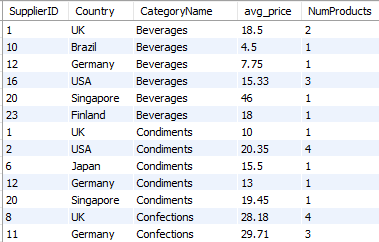 SupplierID Country CategoryName avg_price NumProducts
1 UK Beverages 18.5 2
10 Brazil Beverages 4.5 1
12 Germany Beverages 7.75 1
16 USA Beverages 15.33 3
20 Singapore Beverages 46 1
23 Finland Beverages 18 1
1 UK Condiments 10 1
2 USA Condiments 20.35 4
6 Japan Condiments 15.5 1
12 Germany Condiments 13 1
20 Singapore Condiments 19.45 1
8 UK Confections 28.18 4
11 Germany Confections 29.71 3